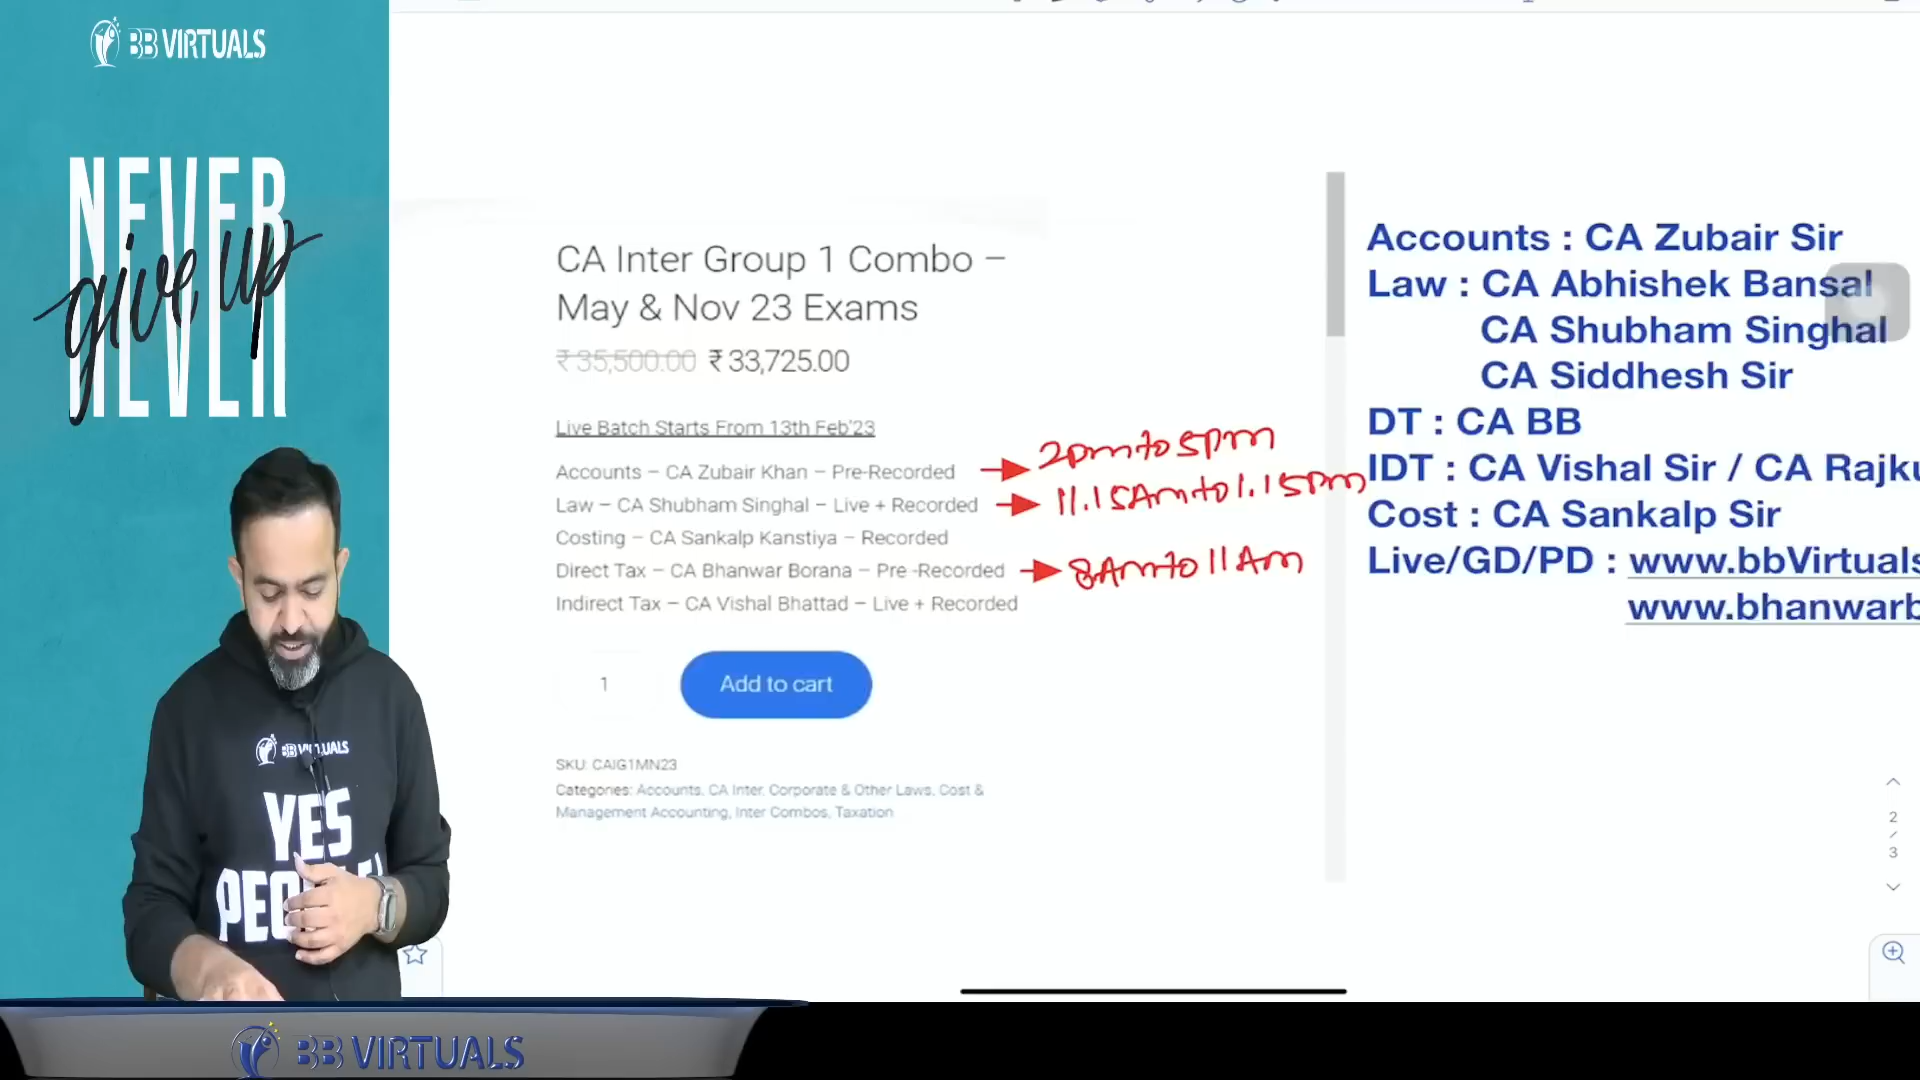 BB VIRTUALS
NEVER
give up
NEVER
CA Inter Group 1 Combo –
May & Nov 23 Exams
₹35,500.00 ₹33,725.00
Live Batch Starts From 13th Feb'23
Accounts – CA Zubair Khan – Pre-Recorded
2pm to 5pm
Law – CA Shubham Singhal – Live + Recorded
11.15Am to 1.15pm
Costing – CA Sankalp Kanstiya – Recorded
Direct Tax – CA Bhanwar Borana – Pre -Recorded
8Am to 11Am
Indirect Tax – CA Vishal Bhattad – Live + Recorded
1
Add to cart
SKU: CAIG1MN23
Categories: Accounts, CA Inter, Corporate & Other Laws, Cost &
Management Accounting, Inter Combos, Taxation
Accounts : CA Zubair Sir
Law : CA Abhishek Bansal
CA Shubham Singhal
CA Siddhesh Sir
DT : CA BB
IDT : CA Vishal Sir / CA Rajku
Cost : CA Sankalp Sir
Live/GD/PD : www.bbVirtuals
www.bhanwarb
2
/
3
BB VIRTUALS
YES
BB VIRTUALS